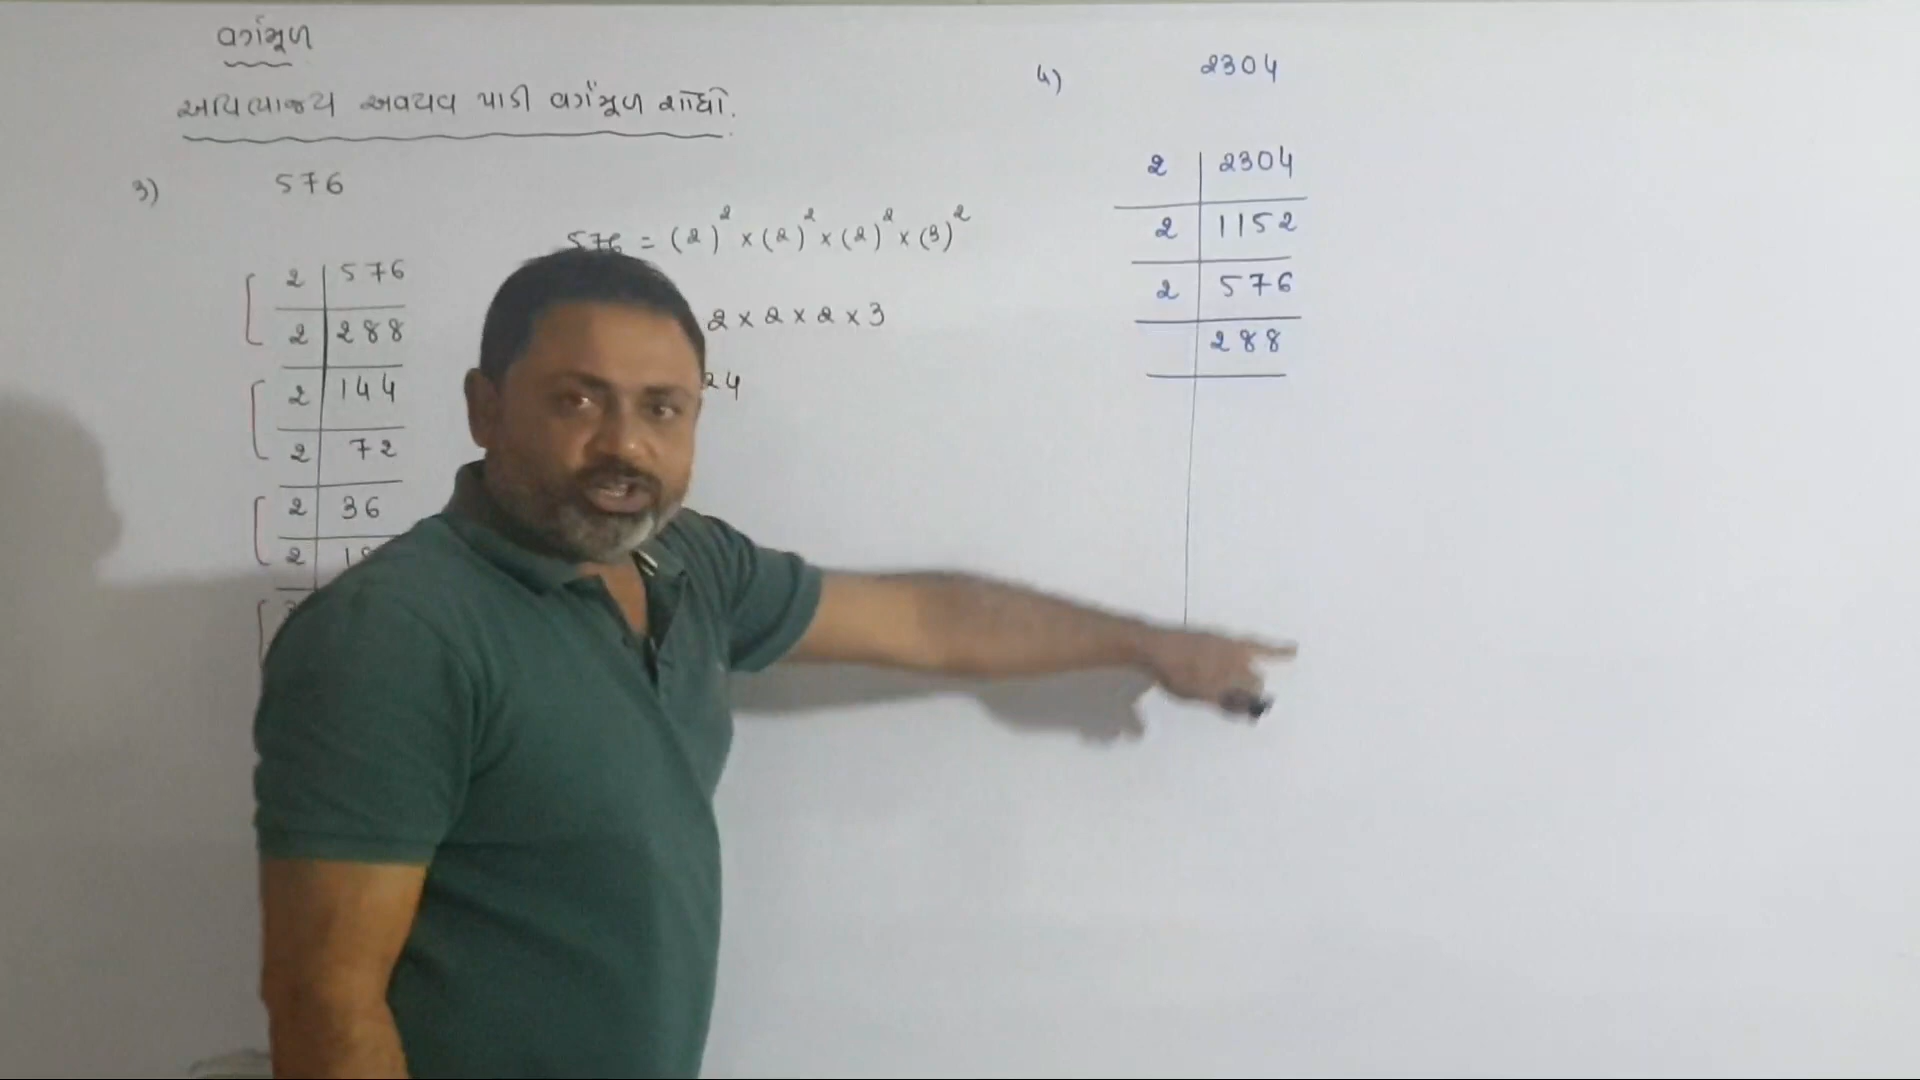 વર્ગમૂળ
અવિભાજ્ય અવયવ પાડી વર્ગમૂળ શોધો.
3) 576
576 = (2)² × (2)² × (2)² × (3)²
2 × 2 × 2 × 3
24
2 | 576
2 | 288
2 | 144
2 | 72
2 | 36
2
4) 2304
2 | 2304
2 | 1152
2 | 576
288